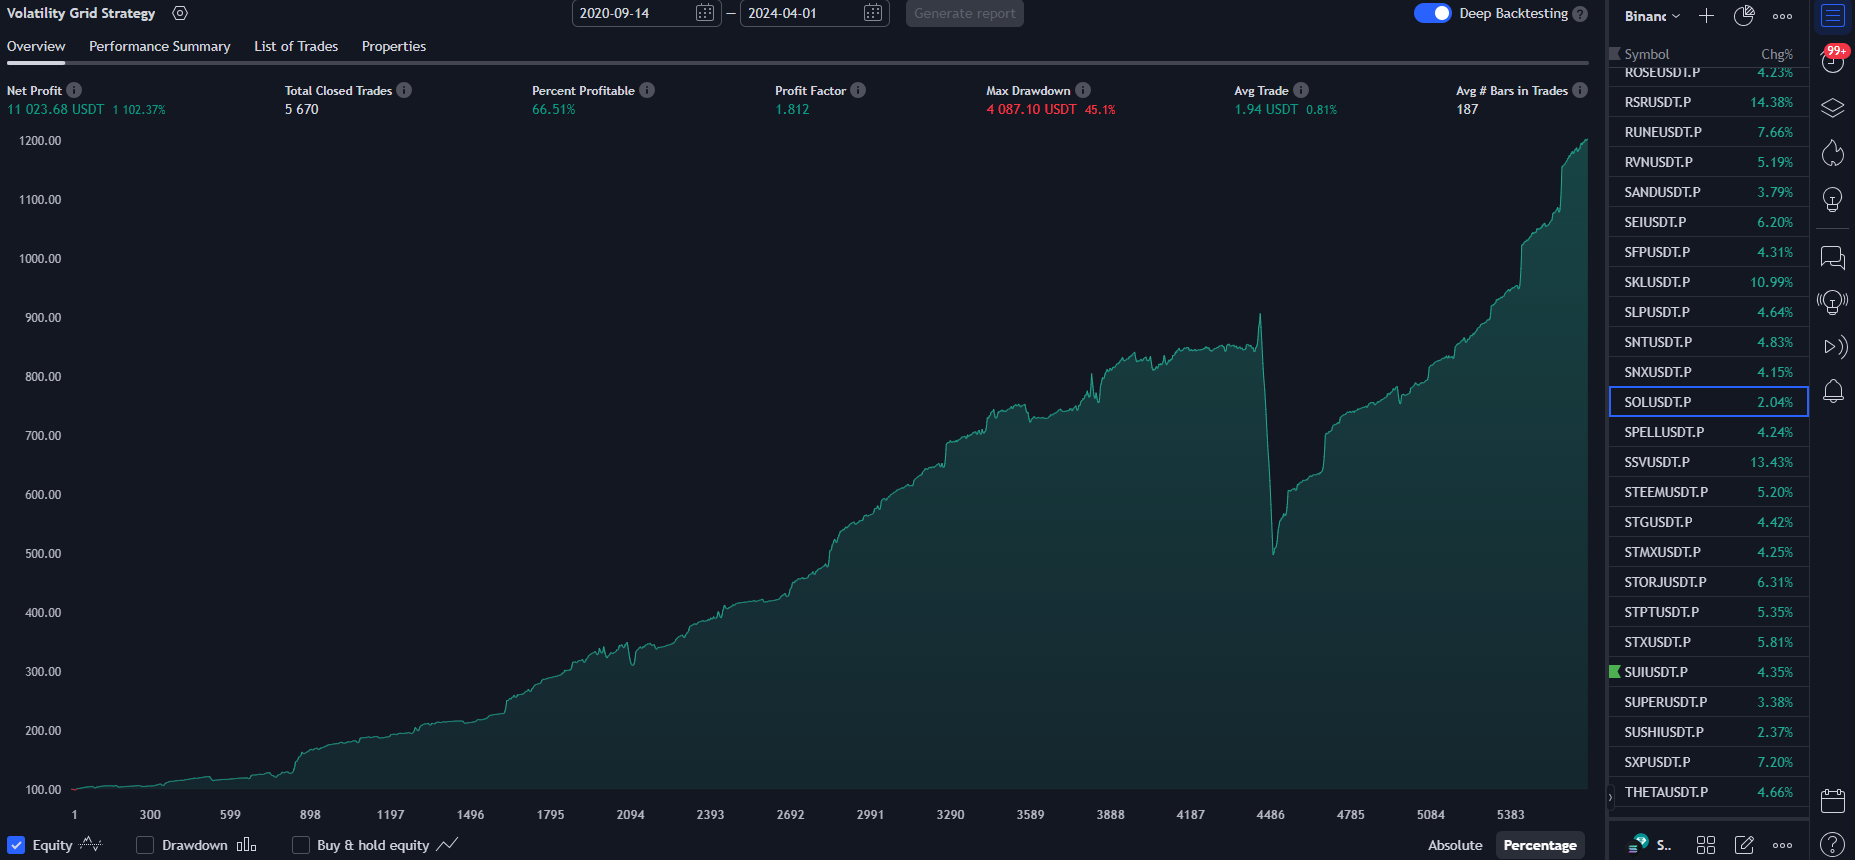 Volatility Grid Strategy
2020-09-14 — 2024-04-01 Generate report
Deep Backtesting
Overview Performance Summary List of Trades Properties
Net Profit Total Closed Trades Percent Profitable Profit Factor Max Drawdown Avg Trade Avg # Bars in Trades
11 023.68 USDT 1 102.37% 5 670 66.51% 1.812 4 087.10 USDT 45.1% 1.94 USDT 0.81% 187
1200.00
1100.00
1000.00
900.00
800.00
700.00
600.00
500.00
400.00
300.00
200.00
100.00
1 300 599 898 1197 1496 1795 2094 2393 2692 2991 3290 3589 3888 4187 4486 4785 5084 5383
Equity Drawdown Buy & hold equity Absolute Percentage
Binanc
99+
Symbol Chg%
ROSEUSDT.P 4.23%
RSRUSDT.P 14.38%
RUNEUSDT.P 7.66%
RVNUSDT.P 5.19%
SANDUSDT.P 3.79%
SEIUSDT.P 6.20%
SFPUSDT.P 4.31%
SKLUSDT.P 10.99%
SLPUSDT.P 4.64%
SNTUSDT.P 4.83%
SNXUSDT.P 4.15%
SOLUSDT.P 2.04%
SPELLUSDT.P 4.24%
SSVUSDT.P 13.43%
STEEMUSDT.P 5.20%
STGUSDT.P 4.42%
STMXUSDT.P 4.25%
STORJUSDT.P 6.31%
STPTUSDT.P 5.35%
STXUSDT.P 5.81%
SUIUSDT.P 4.35%
SUPERUSDT.P 3.38%
SUSHIUSDT.P 2.37%
SXPUSDT.P 7.20%
THETAUSDT.P 4.66%
S..